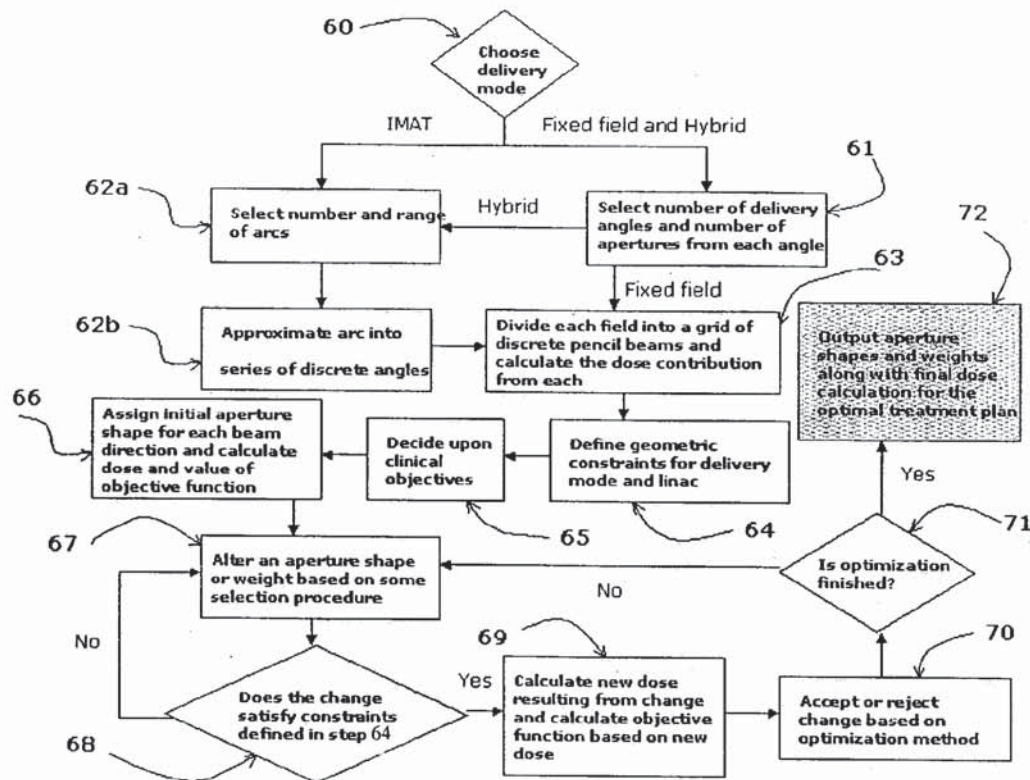 60
Choose
delivery
mode
IMAT
Fixed field and Hybrid
62a
61
Select number and range
of arcs
Hybrid
Select number of delivery
angles and number of
apertures from each angle
72
63
Fixed field
62b
Approximate arc into
series of discrete angles
Divide each field into a grid of
discrete pencil beams and
calculate the dose contribution
from each
Output aperture
shapes and weights
along with final dose
calculation for the
optimal treatment plan
66
Assign initial aperture
shape for each beam
direction and calculate
dose and value of
objective function
Decide upon
clinical
objectives
Define geometric
constraints for delivery
mode and linac
Yes
65
64
71
67
Alter an aperture shape
or weight based on some
selection procedure
Is optimization
finished?
No
No
69
70
Does the change
satisfy constraints
defined in step 64
Yes
Calculate new dose
resulting from change
and calculate objective
function based on new
dose
Accept or reject
change based on
optimization method
68